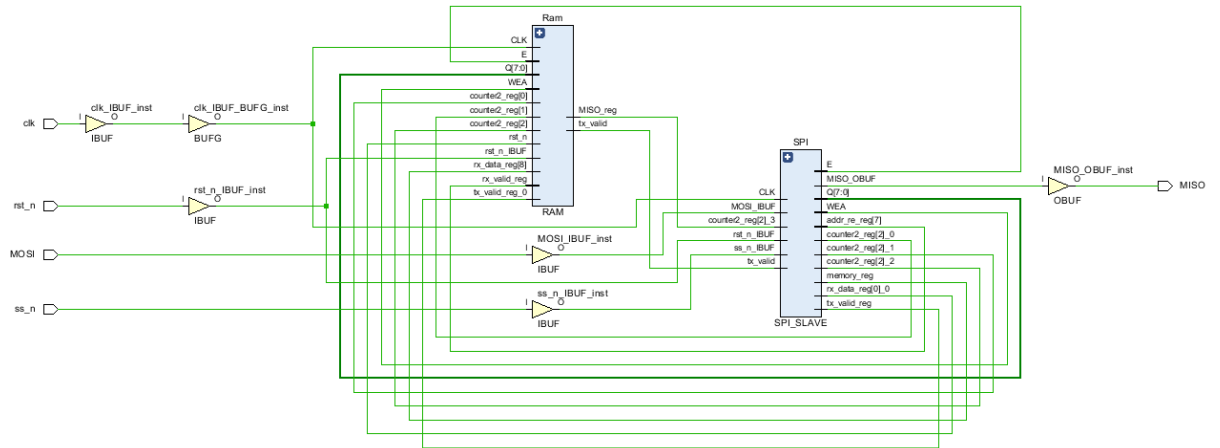 Ram
CLK
E
Q[7:0]
WEA
counter2_reg[0]
counter2_reg[1]
counter2_reg[2]
rst_n
rst_n_IBUF
rx_data_reg[8]
rx_valid_reg
tx_valid_reg_0
MISO_reg
tx_valid
RAM
clk
clk_IBUF_inst
I
O
IBUF
clk_IBUF_BUFG_inst
I
O
BUFG
rst_n
rst_n_IBUF_inst
I
O
IBUF
MOSI
MOSI_IBUF_inst
I
O
IBUF
ss_n
ss_n_IBUF_inst
I
O
IBUF
SPI
CLK
MOSI_IBUF
counter2_reg[2]_3
rst_n_IBUF
ss_n_IBUF
tx_valid
E
MISO_OBUF
Q[7:0]
WEA
addr_re_reg[7]
counter2_reg[2]_0
counter2_reg[2]_1
counter2_reg[2]_2
memory_reg
rx_data_reg[0]_0
tx_valid_reg
SPI_SLAVE
MISO_OBUF_inst
I
O
OBUF
MISO